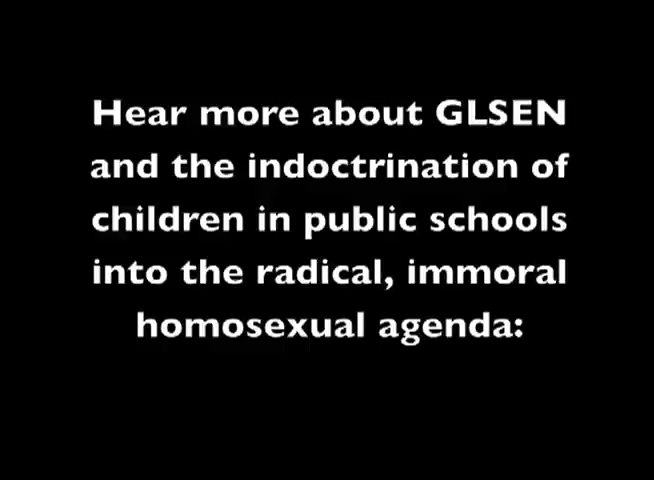 Hear more about GLSEN
and the indoctrination of
children in public schools
into the radical, immoral
homosexual agenda: